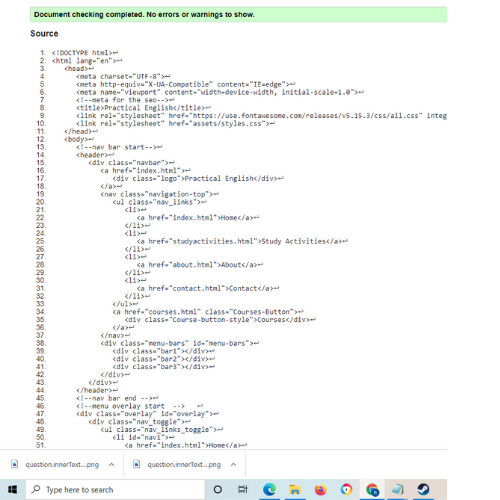 Document checking completed. No errors or warnings to show.
Source
1. <!DOCTYPE html>↩
2. <html lang="en">↩
3. <head>↩
4. <meta charset="UTF-8">↩
5. <meta http-equiv="X-UA-Compatible" content="IE=edge">↩
6. <meta name="viewport" content="width=device-width, initial-scale=1.0">↩
7. <!--meta for the seo-->↩
8. <title>Practical English</title>↩
9. <link rel="stylesheet" href="https://use.fontawesome.com/releases/v5.15.3/css/all.css" integ
10. <link rel="stylesheet" href="assets/styles.css">↩
11. </head>↩
12. <body>↩
13. <!--nav bar start-->↩
14. <header>↩
15. <div class="navbar">↩
16. <a href="index.html">↩
17. <div class="logo">Practical English</div>↩
18. </a>↩
19. <nav class="navigation-top">↩
20. <ul class="nav_links">↩
21. <li>↩
22. <a href="index.html">Home</a>↩
23. </li>↩
24. <li>↩
25. <a href="studyactivities.html">Study Activities</a>↩
26. </li>↩
27. <li>↩
28. <a href="about.html">About</a>↩
29. </li>↩
30. <li>↩
31. <a href="contact.html">Contact</a>↩
32. </li>↩
33. </ul>↩
34. <a href="courses.html" class="Courses-Button">↩
35. <div class="Course-button-style">Courses</div>↩
36. </a>↩
37. </nav>↩
38. <div class="menu-bars" id="menu-bars">↩
39. <div class="bar1"></div>↩
40. <div class="bar2"></div>↩
41. <div class="bar3"></div>↩
42. </div>↩
43. </div>↩
44. </header>↩
45. <!--nav bar end -->↩
46. <!--menu overlay start --> ↩
47. <div class="overlay" id="overlay">↩
48. <div class="nav_toggle">↩
49. <ul class="nav_links_toggle">↩
50. <li id="navi">↩
51. <a href="index.html">Home</a>↩
question.innerText....png question.innerText....png
Type here to search